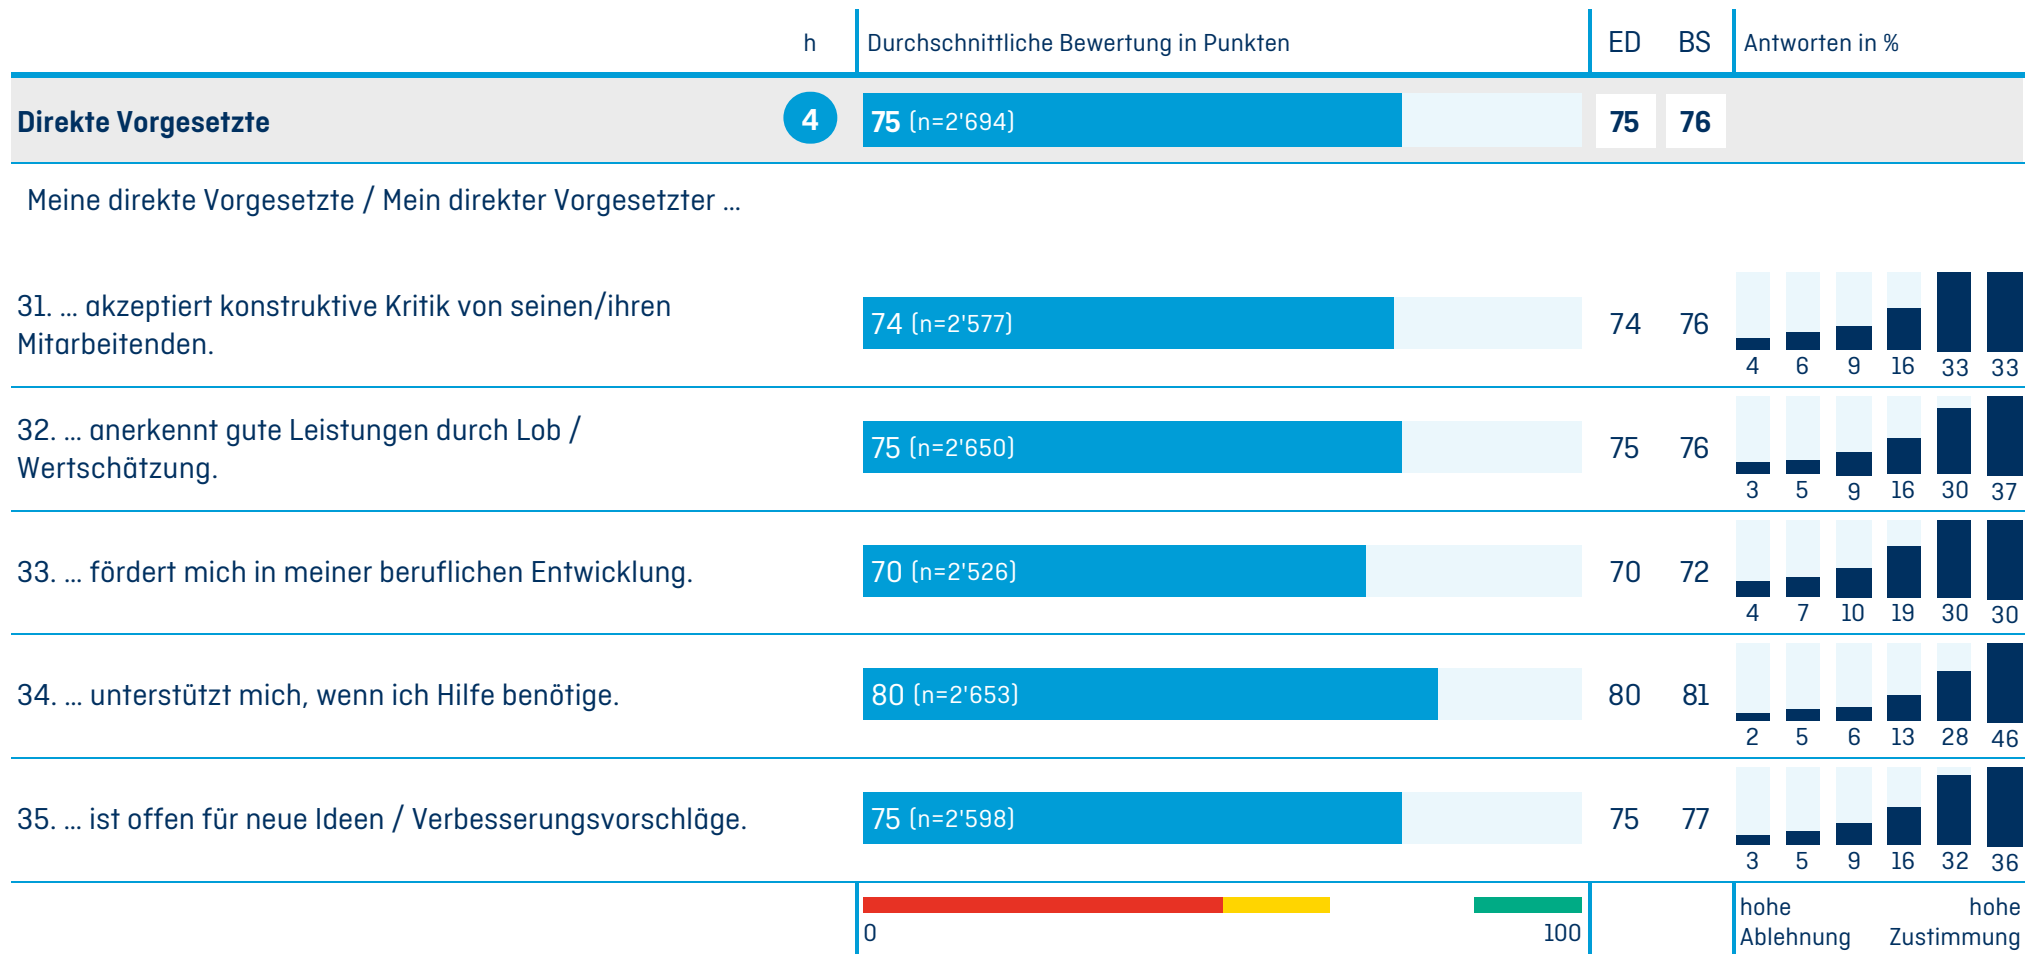 h Durchschnittliche Bewertung in Punkten ED BS Antworten in %
Direkte Vorgesetzte 4 75 (n=2'694) 75 76
Meine direkte Vorgesetzte / Mein direkter Vorgesetzter ...
31. ... akzeptiert konstruktive Kritik von seinen/ihren
Mitarbeitenden.
74 (n=2'577) 74 76
4 6 9 16 33 33
32. ... anerkennt gute Leistungen durch Lob /
Wertschätzung.
75 (n=2'650) 75 76
3 5 9 16 30 37
33. ... fördert mich in meiner beruflichen Entwicklung. 70 (n=2'526) 70 72
4 7 10 19 30 30
34. ... unterstützt mich, wenn ich Hilfe benötige. 80 (n=2'653) 80 81
2 5 6 13 28 46
35. ... ist offen für neue Ideen / Verbesserungsvorschläge. 75 (n=2'598) 75 77
3 5 9 16 32 36
0 100
hohe hohe
Ablehnung Zustimmung